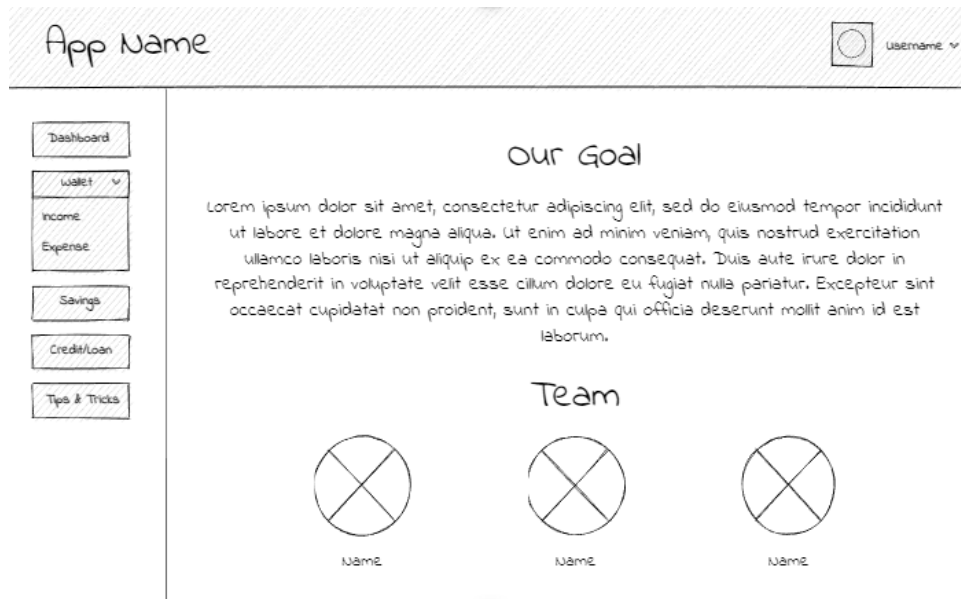 App Name
Username
Dashboard
Wallet
Income
Expense
Savings
Credit/Loan
Tips & Tricks
Our Goal
Lorem ipsum dolor sit amet, consectetur adipiscing elit, sed do eiusmod tempor incididunt
ut labore et dolore magna aliqua. Ut enim ad minim veniam, quis nostrud exercitation
ullamco laboris nisi ut aliquip ex ea commodo consequat. Duis aute irure dolor in
reprehenderit in voluptate velit esse cillum dolore eu fugiat nulla pariatur. Excepteur sint
occaecat cupidatat non proident, sunt in culpa qui officia deserunt mollit anim id est
laborum.
Team
Name
Name
Name